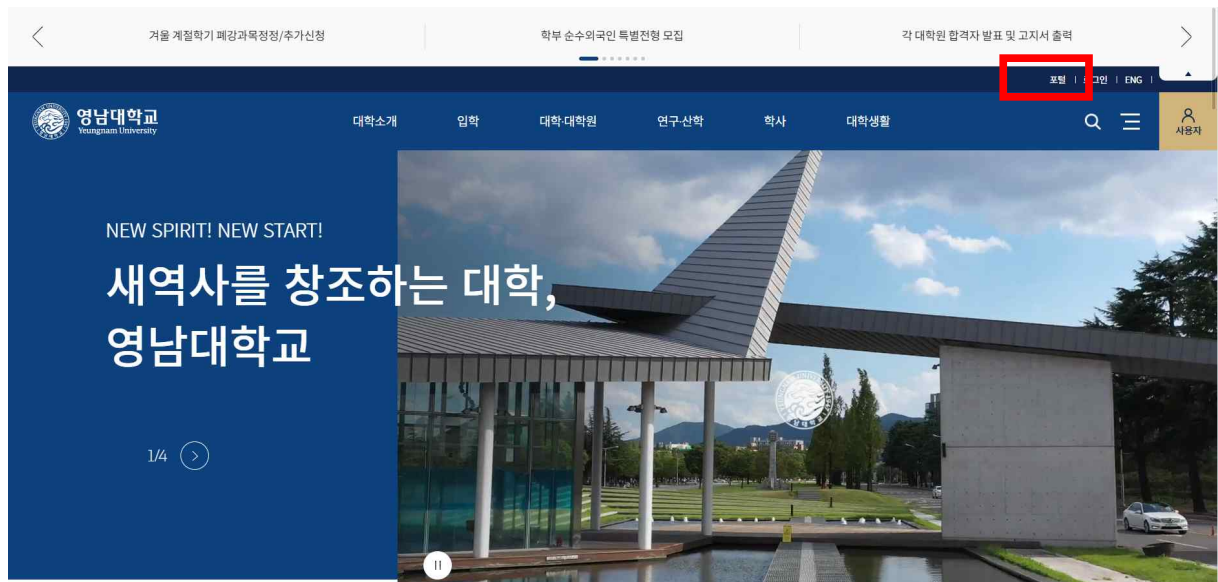 겨울 계절학기 폐강과목정정/추가신청
학부 순수외국인 특별전형 모집
각 대학원 합격자 발표 및 고지서 출력
포털 | 로그인 | ENG |
영남대학교
Yeungnam University
대학소개 입학 대학·대학원 연구·산학 학사 대학생활
사용자
NEW SPIRIT! NEW START!
새역사를 창조하는 대학,
영남대학교
1/4